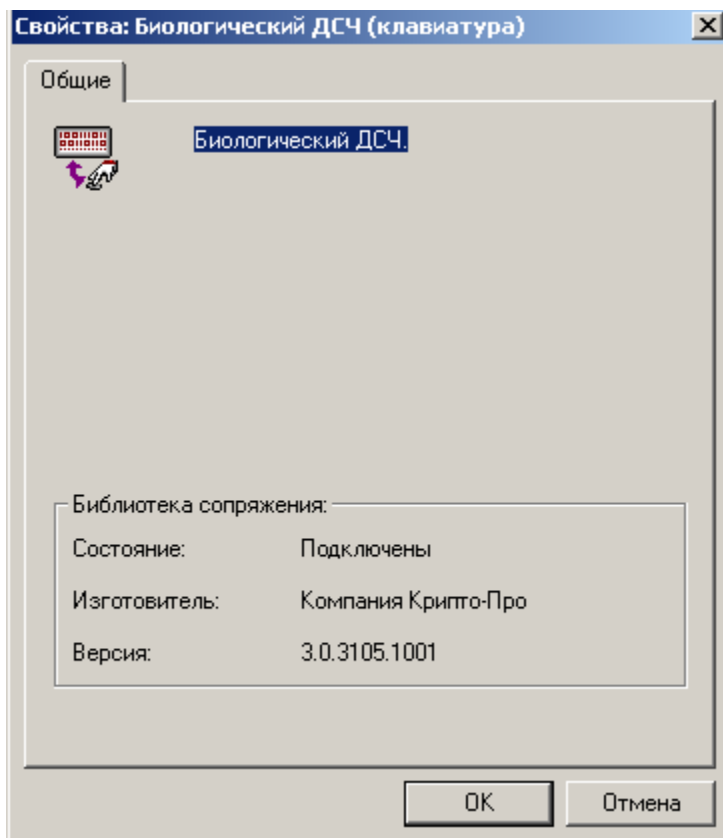 Свойства: Биологический ДСЧ (клавиатура)
Общие
Биологический ДСЧ.
Библиотека сопряжения:
Состояние: Подключены
Изготовитель: Компания Крипто-Про
Версия: 3.0.3105.1001
OK Отмена